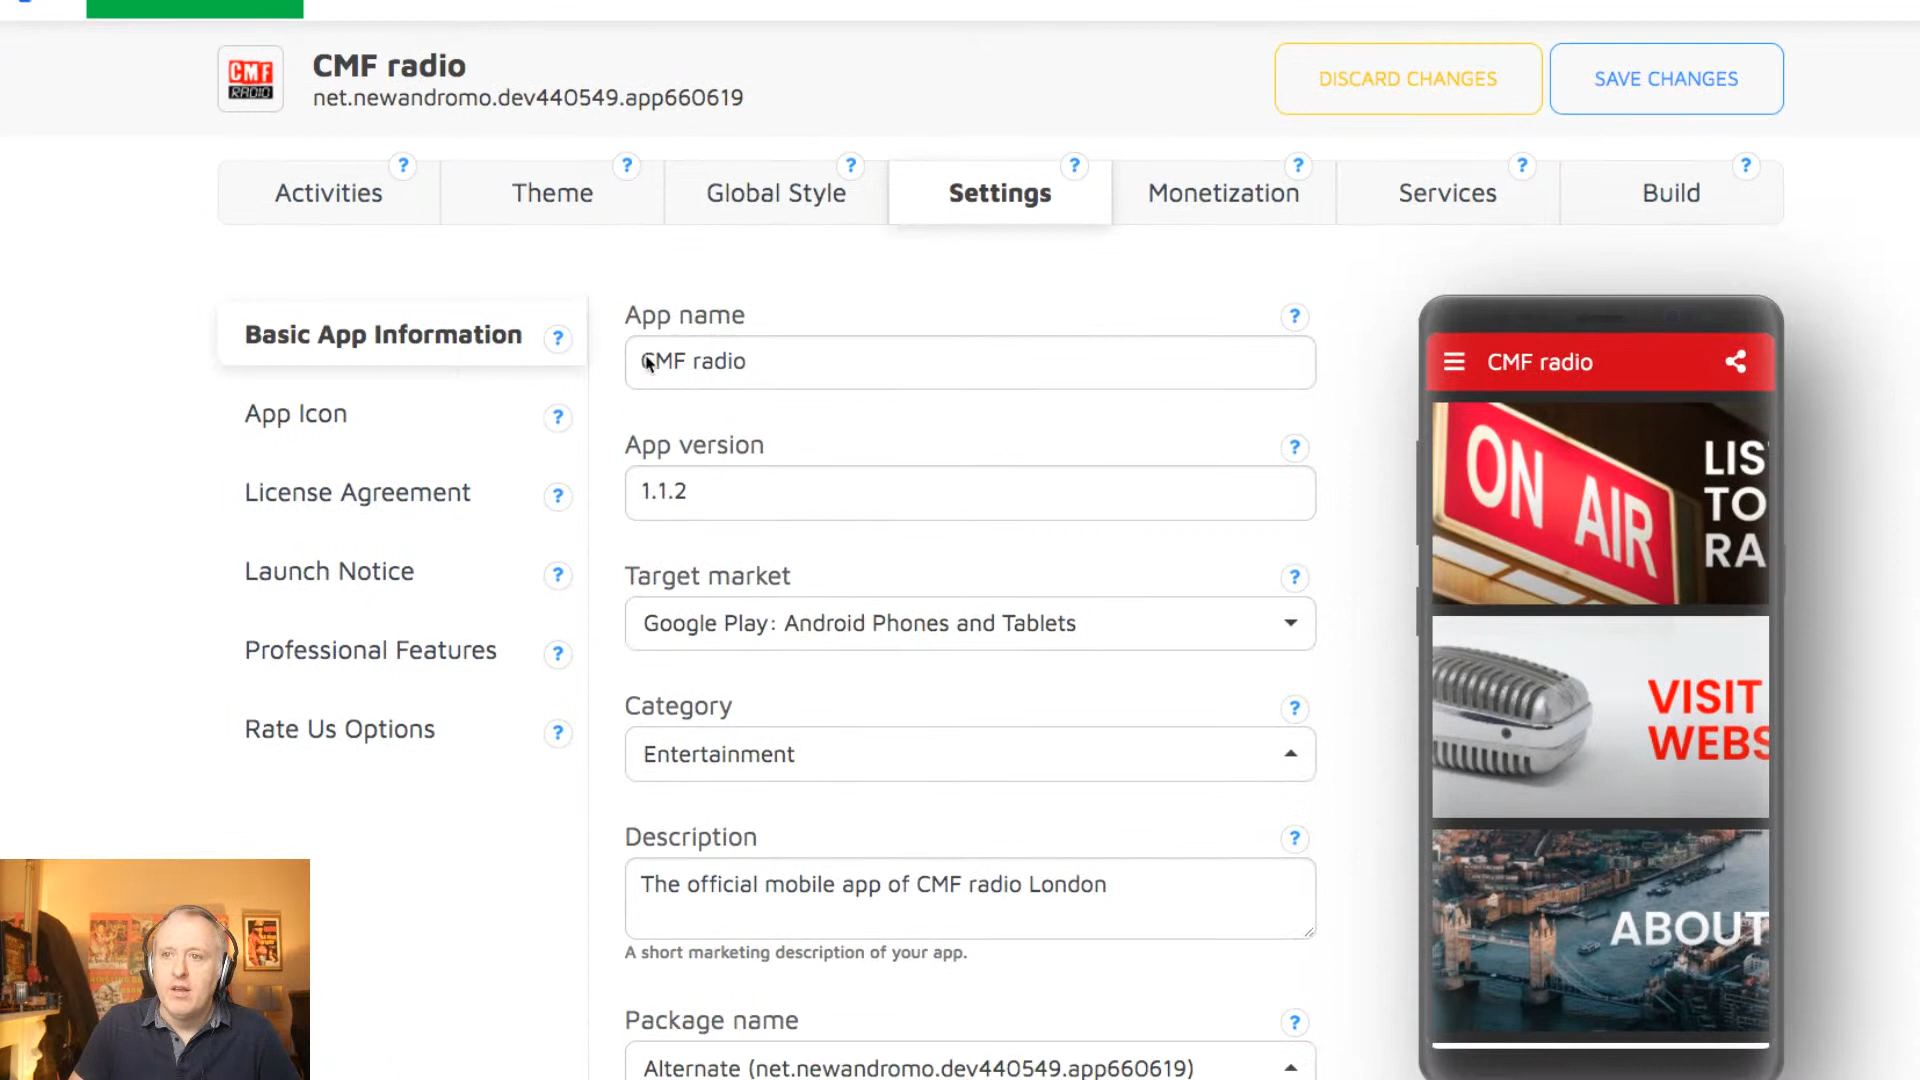 CMF
RADIO
CMF radio
net.newandromo.dev440549.app660619
DISCARD CHANGES
SAVE CHANGES
Activities ?
Theme ?
Global Style ?
Settings ?
Monetization ?
Services ?
Build ?
Basic App Information ?
App Icon ?
License Agreement ?
Launch Notice ?
Professional Features ?
Rate Us Options ?
App name ?
CMF radio
App version ?
1.1.2
Target market ?
Google Play: Android Phones and Tablets
Category ?
Entertainment
Description ?
The official mobile app of CMF radio London
A short marketing description of your app.
Package name ?
Alternate (net.newandromo.dev440549.app660619)
CMF radio
ON AIR
LIS
TO
RA
VISIT
WEBS
ABOUT